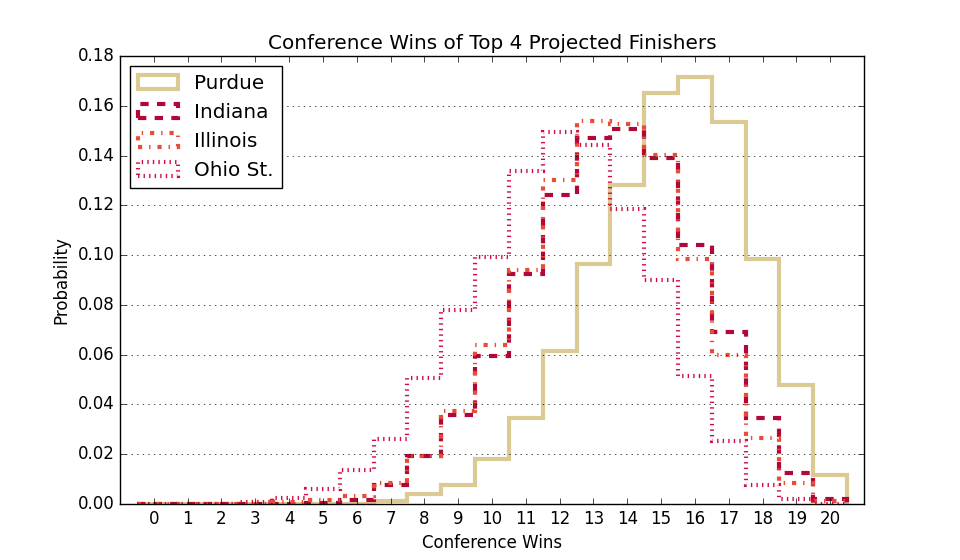 Conference Wins of Top 4 Projected Finishers
0.18
0.16
0.14
0.12
0.10
0.08
0.06
0.04
0.02
0.00
Probability
Purdue
Indiana
Illinois
Ohio St.
0 1 2 3 4 5 6 7 8 9 10 11 12 13 14 15 16 17 18 19 20
Conference Wins